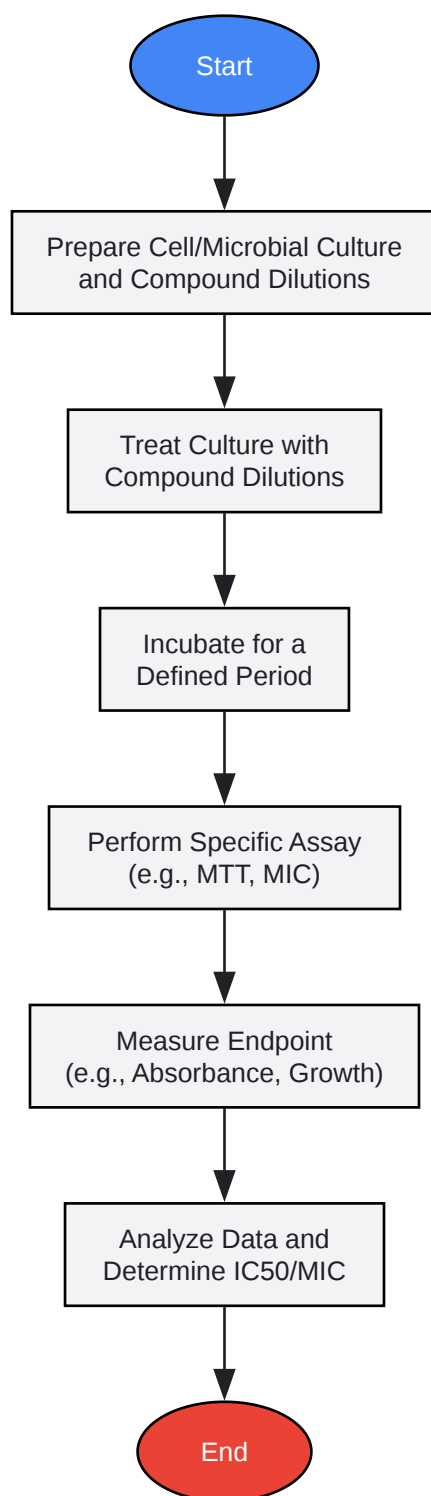 Start
Prepare Cell/Microbial Culture
and Compound Dilutions
Treat Culture with
Compound Dilutions
Incubate for a
Defined Period
Perform Specific Assay
(e.g., MTT, MIC)
Measure Endpoint
(e.g., Absorbance, Growth)
Analyze Data and
Determine IC50/MIC
End